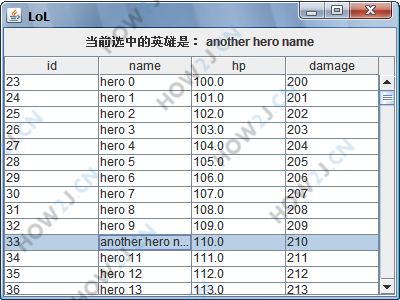 LoL
当前选中的英雄是： another hero name
id name hp damage
23 hero 0 100.0 200
24 hero 1 101.0 201
25 hero 2 102.0 202
26 hero 3 103.0 203
27 hero 4 104.0 204
28 hero 5 105.0 205
29 hero 6 106.0 206
30 hero 7 107.0 207
31 hero 8 108.0 208
32 hero 9 109.0 209
33 another hero n... 110.0 210
34 hero 11 111.0 211
35 hero 12 112.0 212
36 hero 13 113.0 213
HOW2J.CN
HOW2J.CN
HOW2J.CN
HOW2J.CN
HOW2J.CN